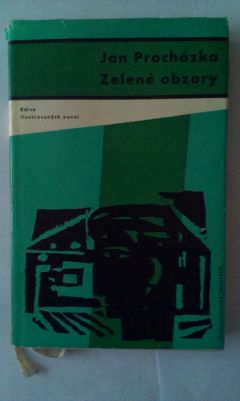 Jan Procházka
Zelené obzory
Edice
ilustrovaných novel